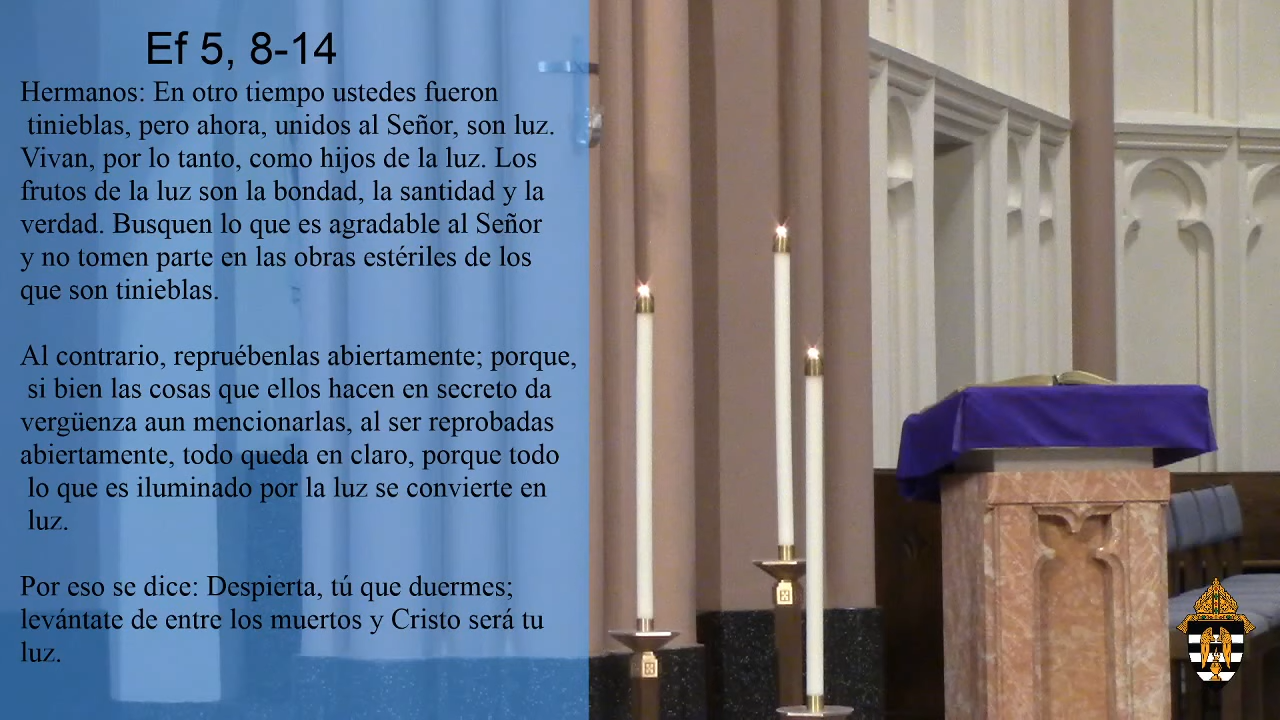 Ef 5, 8-14
Hermanos: En otro tiempo ustedes fueron
tinieblas, pero ahora, unidos al Señor, son luz.
Vivan, por lo tanto, como hijos de la luz. Los
frutos de la luz son la bondad, la santidad y la
verdad. Busquen lo que es agradable al Señor
y no tomen parte en las obras estériles de los
que son tinieblas.
Al contrario, repruébenlas abiertamente; porque,
si bien las cosas que ellos hacen en secreto da
vergüenza aun mencionarlas, al ser reprobadas
abiertamente, todo queda en claro, porque todo
lo que es iluminado por la luz se convierte en
luz.
Por eso se dice: Despierta, tú que duermes;
levántate de entre los muertos y Cristo será tu
luz.